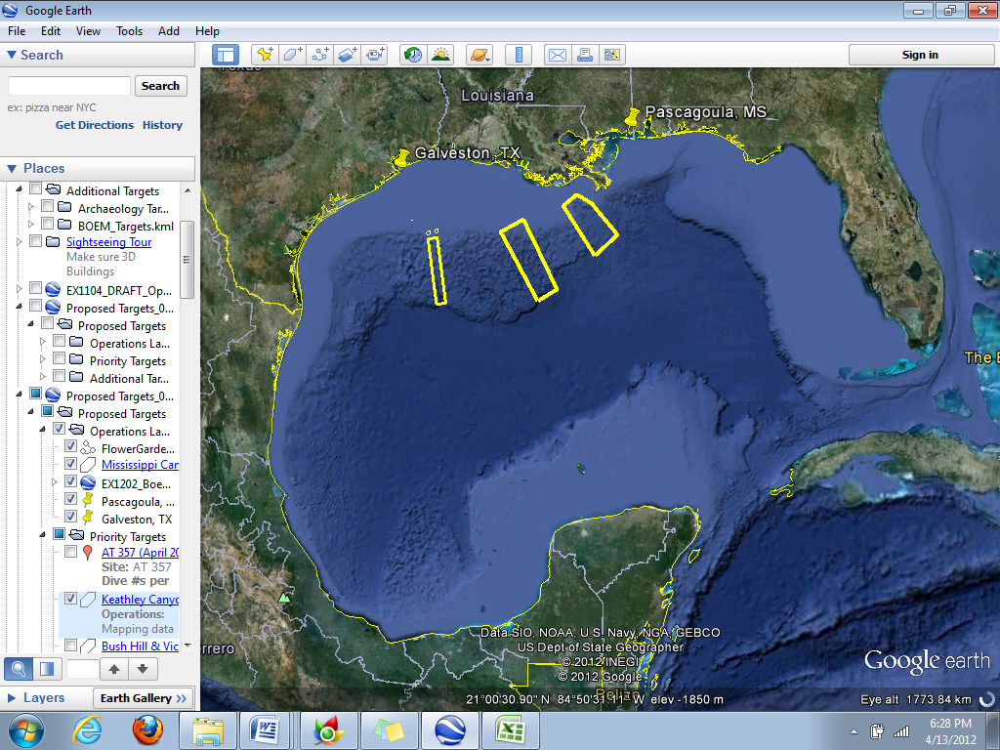 Google Earth
File Edit View Tools Add Help
Search
Search
ex: pizza near NYC
Get Directions History
Places
Additional Targets
Archaeology Tar...
BOEM_Targets.kml
Sightseeing Tour
Make sure 3D
Buildings
EX1104_DRAFT_Op...
Proposed Targets_0...
Proposed Targets
Operations La...
Priority Targets
Additional Tar...
Proposed Targets_0...
Proposed Targets
Operations La...
FlowerGarde...
Mississippi Can
EX1202_Boe...
Pascagoula, ...
Galveston, TX
Priority Targets
AT 357 (April 20
Site: AT 357
Dive #s per
Keathley Canyo
Operations:
Mapping data
Bush Hill & Vic
Layers
Earth Gallery >>
Sign in
Texas
Louisiana
Pascagoula, MS
Galveston, TX
The B
errero
Data SIO, NOAA, U.S. Navy, NGA, GEBCO
US Dept of State Geographer
© 2012 INEGI
© 2012 Google
Belize
Google earth
21°00'30.90" N 84°50'31.11" W elev -1850 m
Eye alt 1773.84 km
6:28 PM
4/13/2012